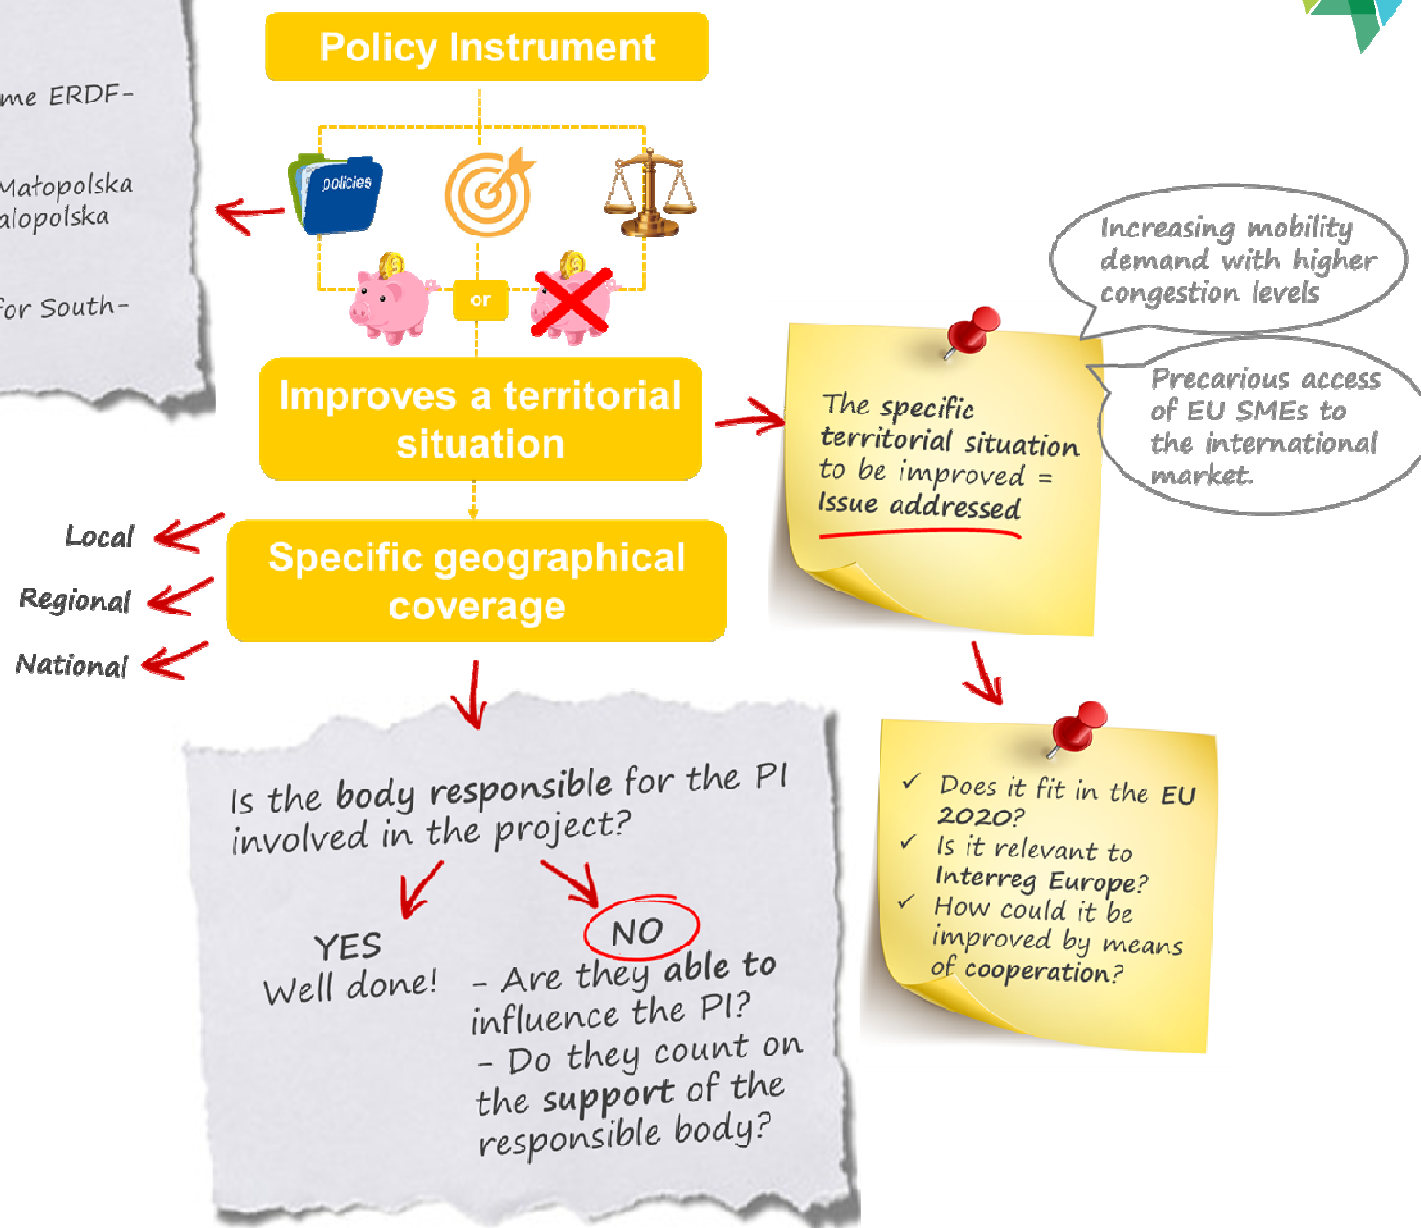 Policy Instrument
me ERDF-
Małopolska
alopolska
for South-
policies
or
Improves a territorial
situation
Increasing mobility
demand with higher
congestion levels
Precarious access
of EU SMEs to
the international
market.
The specific
territorial situation
to be improved =
Issue addressed
Specific geographical
coverage
Local
Regional
National
Is the body responsible for the PI
involved in the project?
YES
Well done!
NO
- Are they able to
influence the PI?
- Do they count on
the support of the
responsible body?
✓ Does it fit in the EU
2020?
✓ Is it relevant to
Interreg Europe?
✓ How could it be
improved by means
of cooperation?